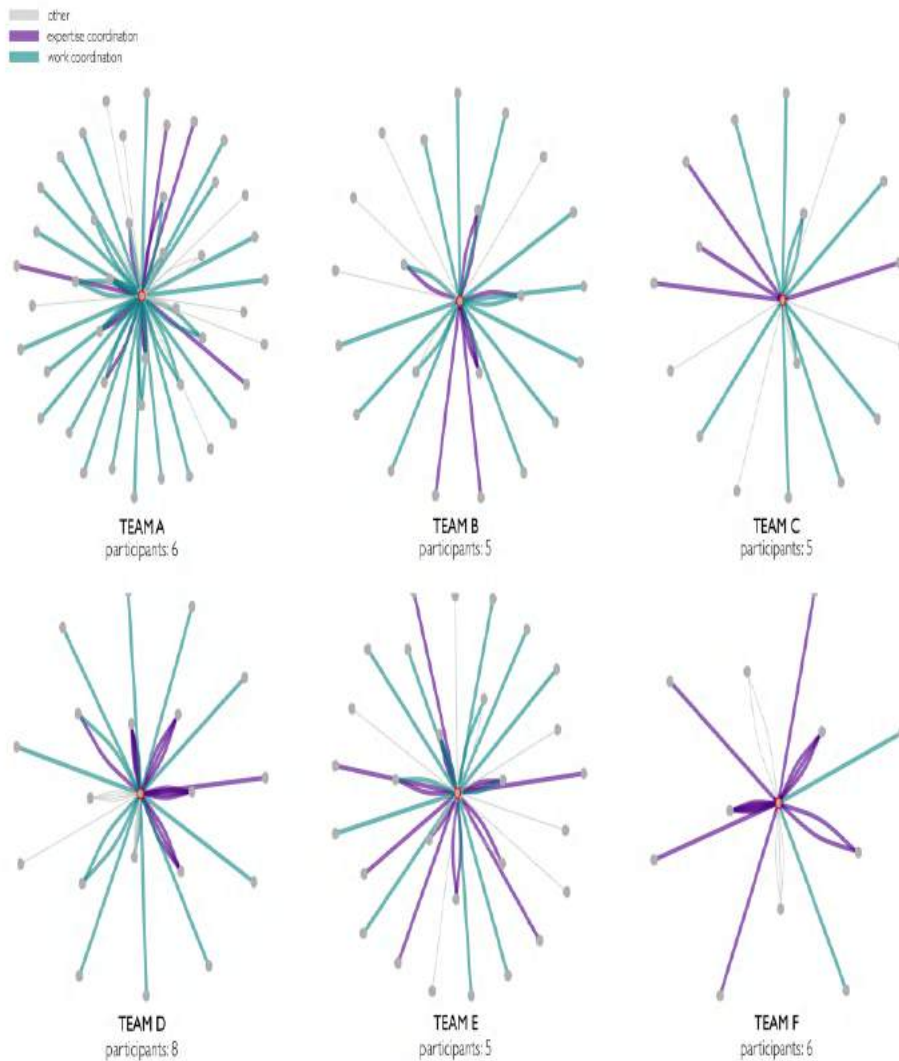 other
expertise coordination
work coordination
TEAM A
participants: 6
TEAM B
participants: 5
TEAM C
participants: 5
TEAM D
participants: 8
TEAM E
participants: 5
TEAM F
participants: 6